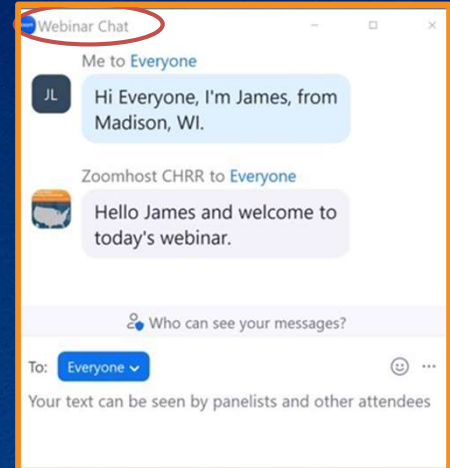 Webinar Chat
Me to Everyone
JL
Hi Everyone, I'm James, from
Madison, WI.
Zoomhost CHRR to Everyone
Hello James and welcome to
today's webinar.
Who can see your messages?
To: Everyone
Your text can be seen by panelists and other attendees